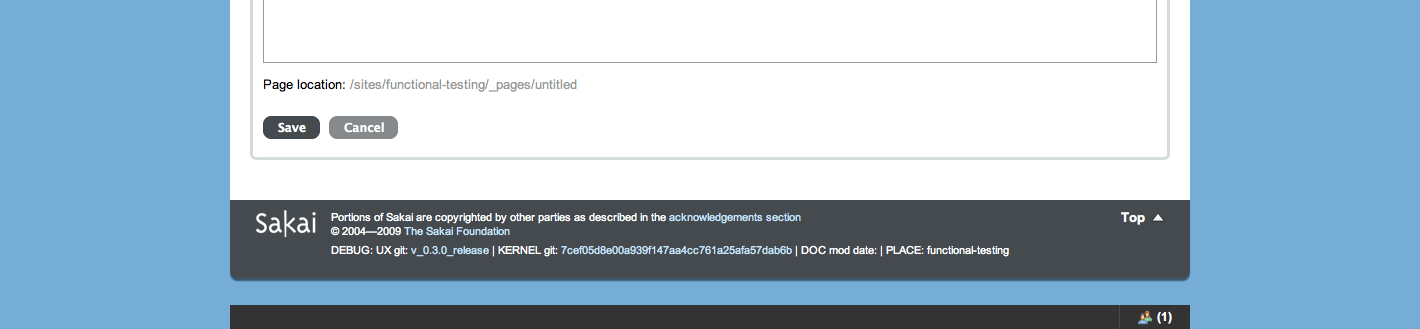 Page location: /sites/functional-testing/_pages/untitled
Save Cancel
Sakai
Portions of Sakai are copyrighted by other parties as described in the acknowledgements section
Top
© 2004—2009 The Sakai Foundation
DEBUG: UX git: v_0.3.0_release | KERNEL git: 7cef05d8e00a939f147aa4cc761a25afa57dab6b | DOC mod date: | PLACE: functional-testing
(1)